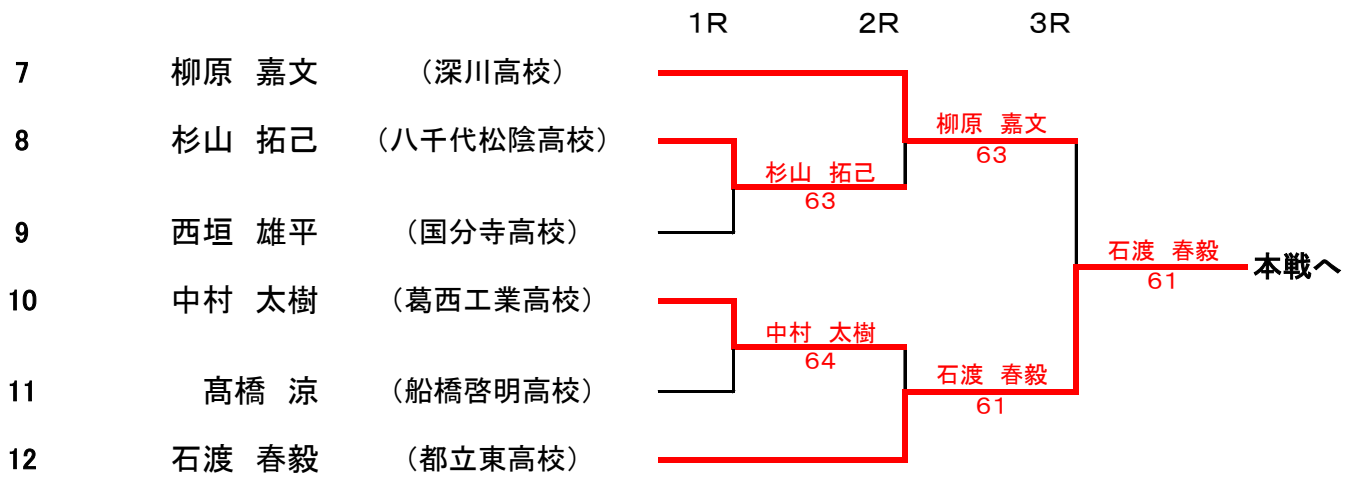 1R 2R 3R
7 柳原 嘉文 (深川高校)
柳原 嘉文
8 杉山 拓己 (八千代松陰高校)
63
杉山 拓己
63
9 西垣 雄平 (国分寺高校)
石渡 春毅
本戦へ
61
10 中村 太樹 (葛西工業高校)
中村 太樹
64
石渡 春毅
11 髙橋 涼 (船橋啓明高校)
61
12 石渡 春毅 (都立東高校)